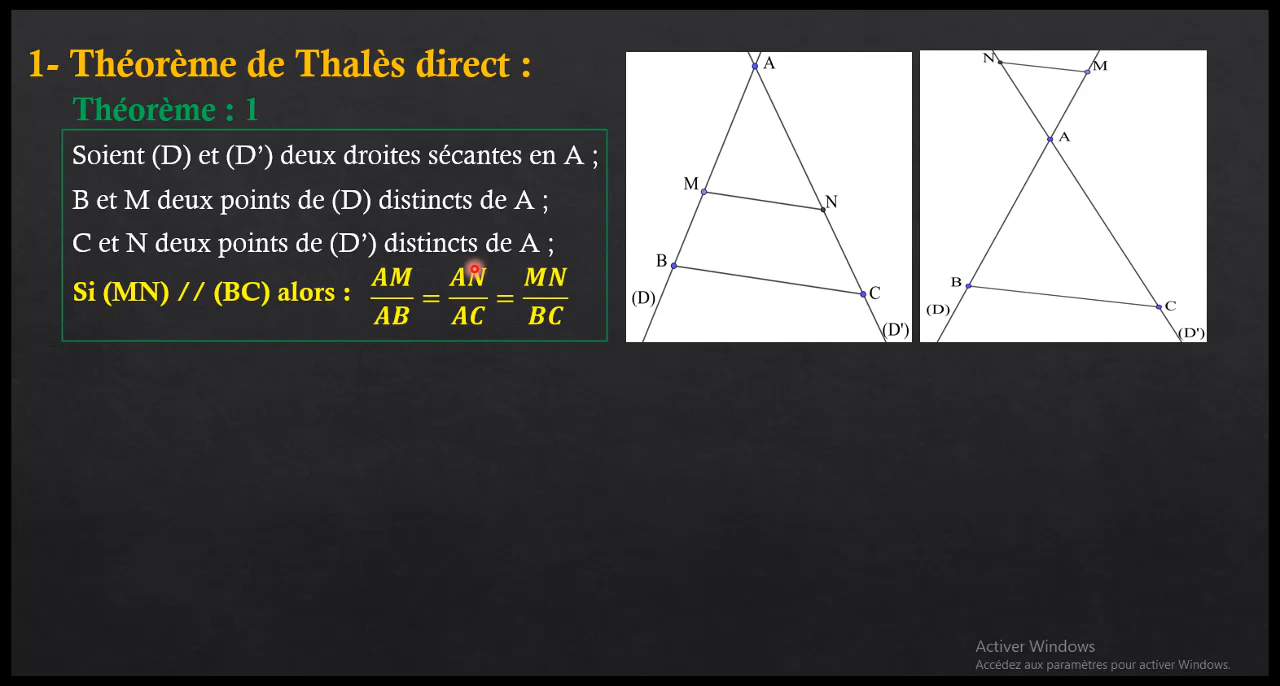 1- Théorème de Thalès direct :
Théorème : 1
Soient (D) et (D’) deux droites sécantes en A ;
B et M deux points de (D) distincts de A ;
C et N deux points de (D’) distincts de A ;
Si (MN) // (BC) alors : AM/AB = AN/AC = MN/BC
A
M
N
B
C
(D)
(D')
N
M
A
B
C
(D)
(D')
Activer Windows
Accédez aux paramètres pour activer Windows.